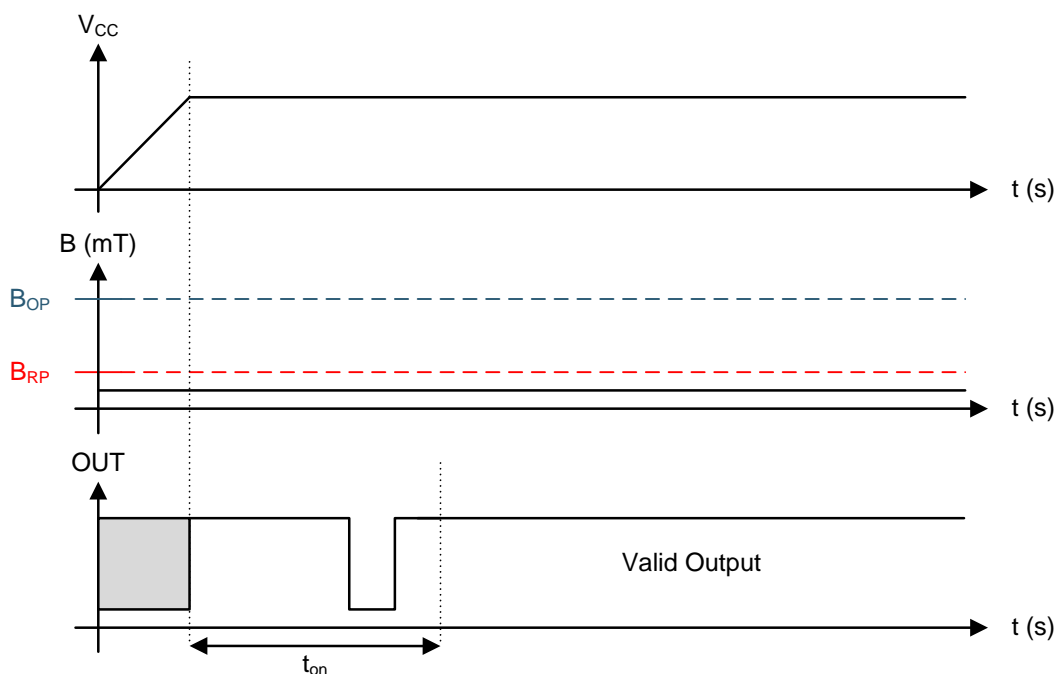 VCC
t (s)
B (mT)
BOP
BRP
t (s)
OUT
Valid Output
t (s)
ton